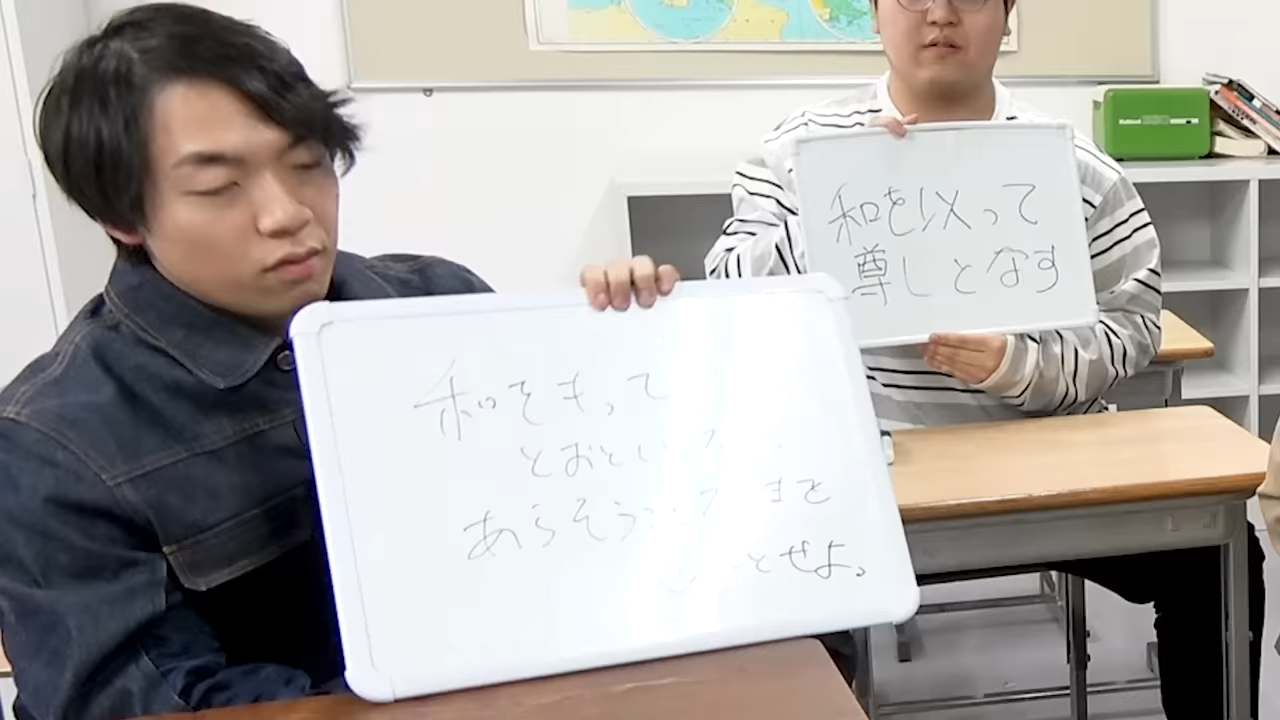 和をもって
とおとし
あらそう
とせよ。
和を以って
尊しとなす